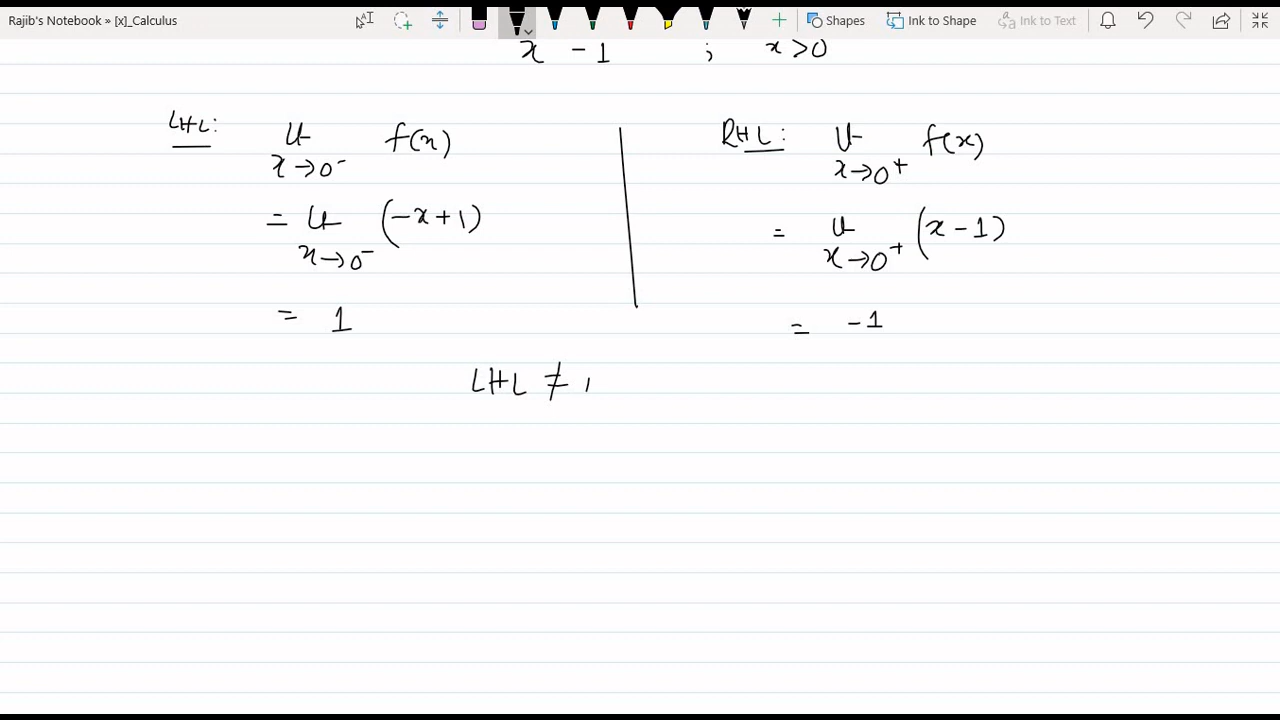 Rajib's Notebook » [x]_Calculus
Shapes Ink to Shape Ink to Text
x - 1 ; x > 0
LHL: Lt f(x)
x→0⁻
= Lt (-x+1)
x→0⁻
= 1
RHL: Lt f(x)
x→0⁺
= Lt (x-1)
x→0⁺
= -1
LHL ≠